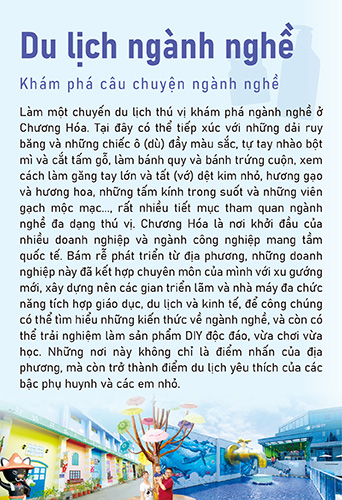 Du lịch ngành nghề
Khám phá câu chuyện ngành nghề
Làm một chuyến du lịch thú vị khám phá ngành nghề ở
Chương Hóa. Tại đây có thể tiếp xúc với những dải ruy
băng và những chiếc ô (dù) đầy màu sắc, tự tay nhào bột
mì và cắt tấm gỗ, làm bánh quy và bánh trứng cuộn, xem
cách làm găng tay lớn và tất (vớ) dệt kim nhỏ, hương gạo
và hương hoa, những tấm kính trong suốt và những viên
gạch mộc mạc..., rất nhiều tiết mục tham quan ngành
nghề đa dạng thú vị. Chương Hóa là nơi khởi đầu của
nhiều doanh nghiệp và ngành công nghiệp mang tầm
quốc tế. Bám rễ phát triển từ địa phương, những doanh
nghiệp này đã kết hợp chuyên môn của mình với xu gướng
mới, xây dựng nên các gian triển lãm và nhà máy đa chức
năng tích hợp giáo dục, du lịch và kinh tế, để công chúng
có thể tìm hiểu những kiến thức về ngành nghề, và còn có
thể trải nghiệm làm sản phẩm DIY độc đáo, vừa chơi vừa
học. Những nơi này không chỉ là điểm nhấn của địa
phương, mà còn trở thành điểm du lịch yêu thích của các
bậc phụ huynh và các em nhỏ.